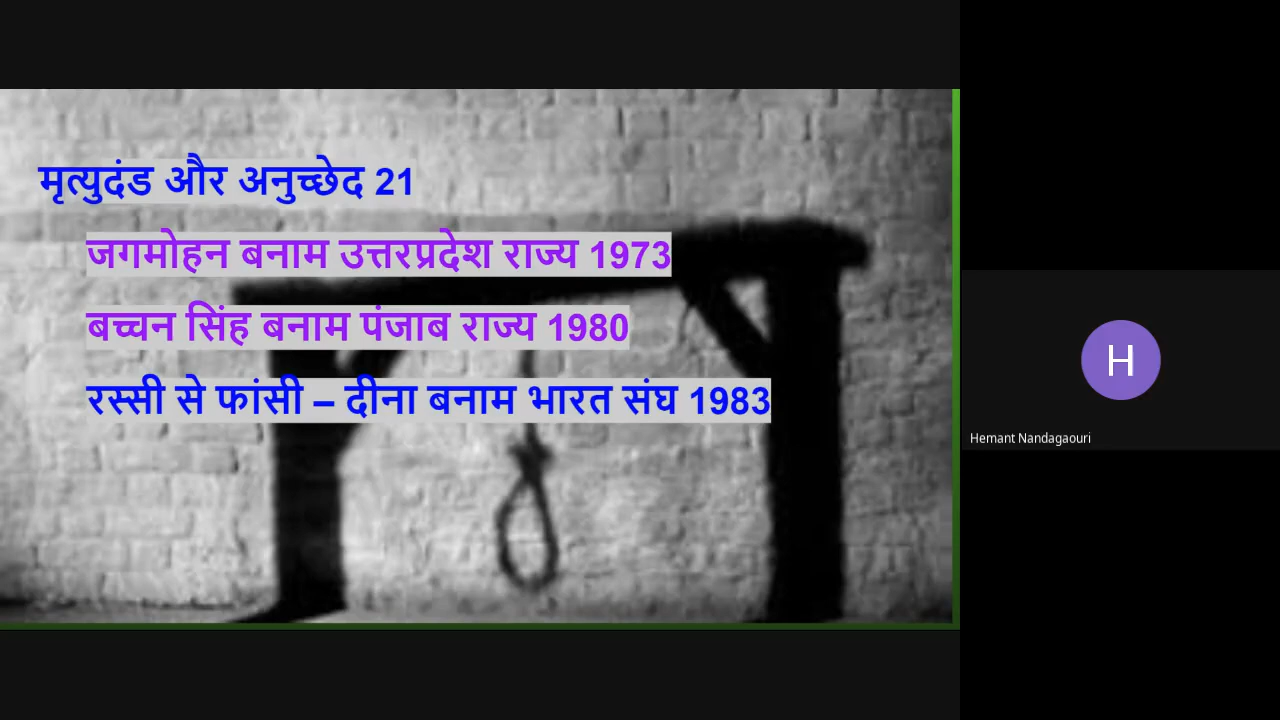 मृत्युदंड और अनुच्छेद 21
जगमोहन बनाम उत्तरप्रदेश राज्य 1973
बच्चन सिंह बनाम पंजाब राज्य 1980
रस्सी से फांसी – दीना बनाम भारत संघ 1983
H
Hemant Nandagaouri